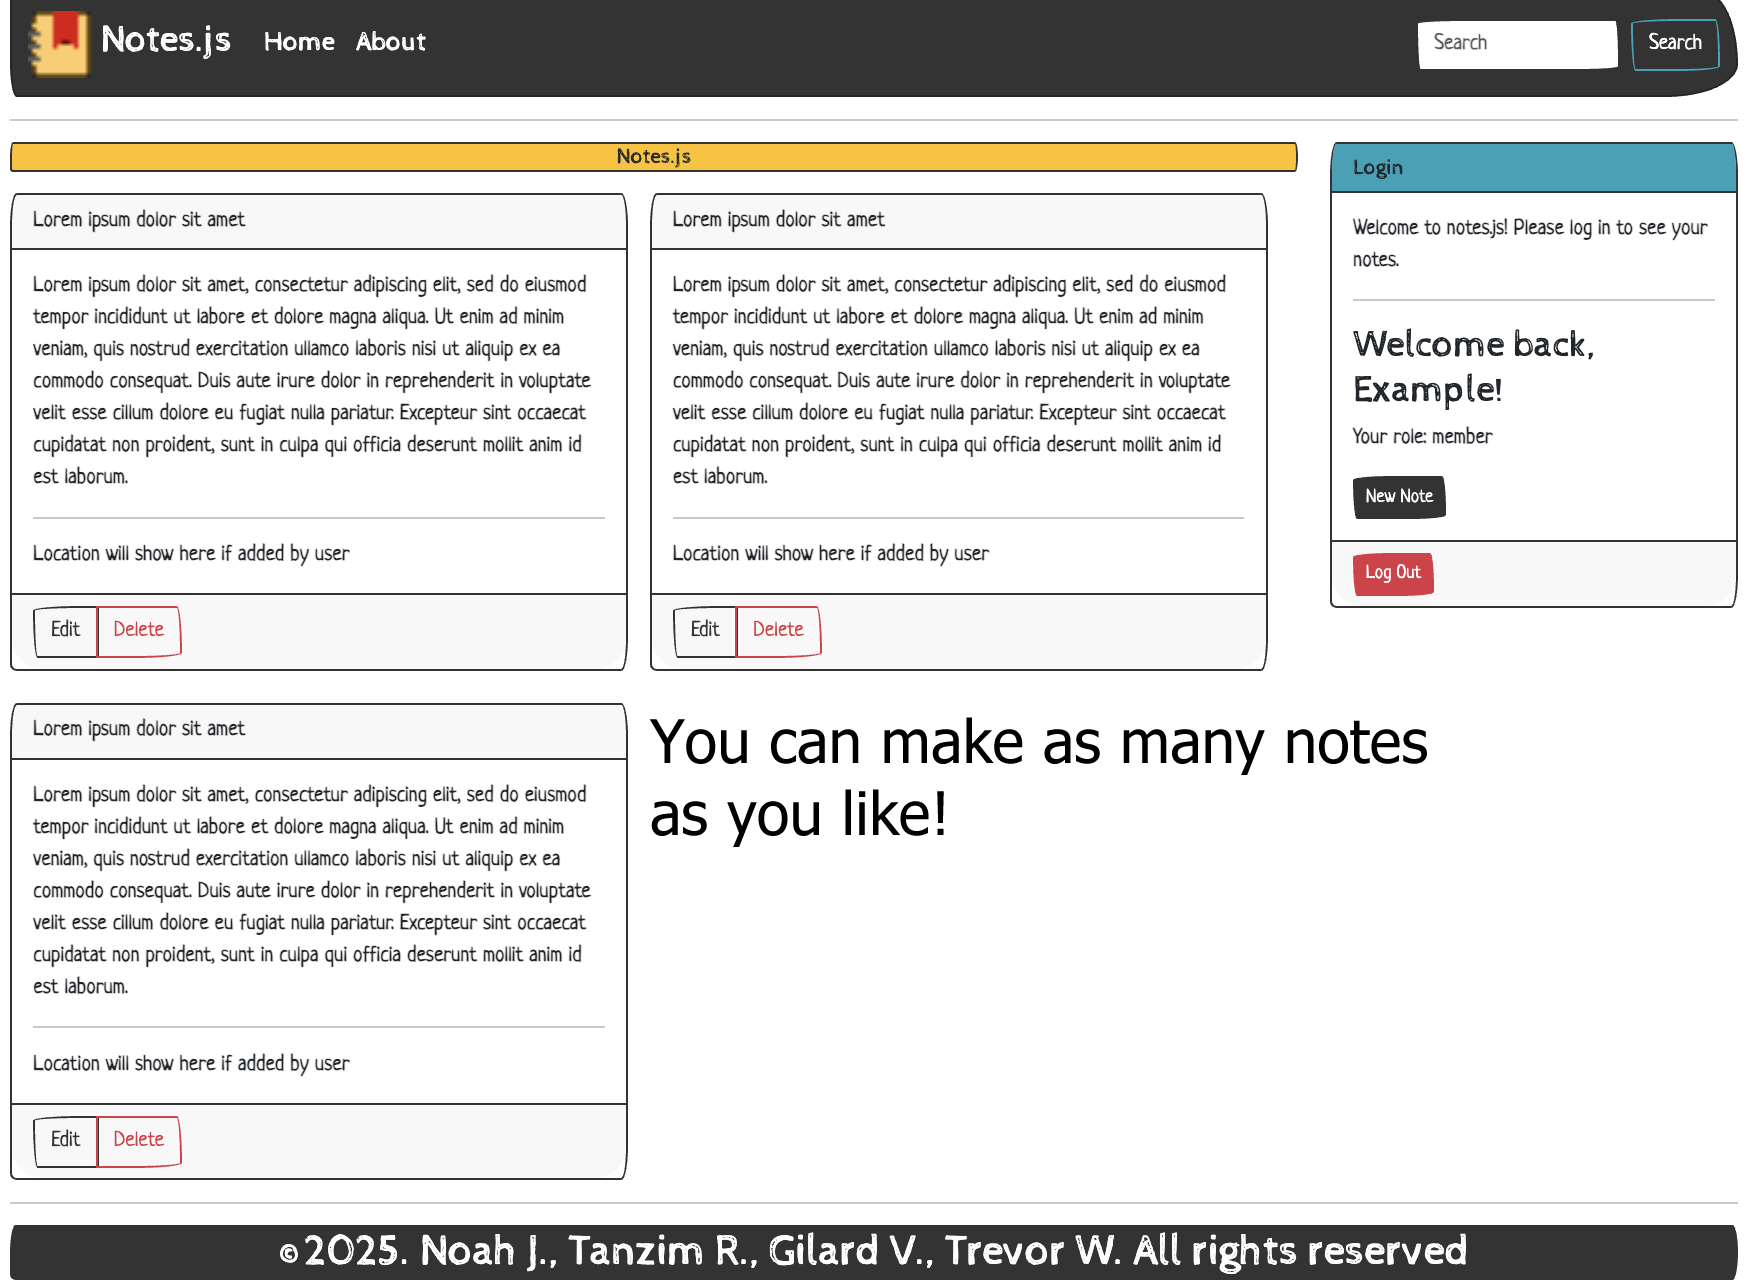 Notes.js Home About Search Search
Notes.js
Lorem ipsum dolor sit amet
Lorem ipsum dolor sit amet, consectetur adipiscing elit, sed do eiusmod
tempor incididunt ut labore et dolore magna aliqua. Ut enim ad minim
veniam, quis nostrud exercitation ullamco laboris nisi ut aliquip ex ea
commodo consequat. Duis aute irure dolor in reprehenderit in voluptate
velit esse cillum dolore eu fugiat nulla pariatur. Excepteur sint occaecat
cupidatat non proident, sunt in culpa qui officia deserunt mollit anim id
est laborum.
Location will show here if added by user
Edit Delete
Lorem ipsum dolor sit amet
Lorem ipsum dolor sit amet, consectetur adipiscing elit, sed do eiusmod
tempor incididunt ut labore et dolore magna aliqua. Ut enim ad minim
veniam, quis nostrud exercitation ullamco laboris nisi ut aliquip ex ea
commodo consequat. Duis aute irure dolor in reprehenderit in voluptate
velit esse cillum dolore eu fugiat nulla pariatur. Excepteur sint occaecat
cupidatat non proident, sunt in culpa qui officia deserunt mollit anim id
est laborum.
Location will show here if added by user
Edit Delete
Login
Welcome to notes.js! Please log in to see your
notes.
Welcome back,
Example!
Your role: member
New Note
Log Out
Lorem ipsum dolor sit amet
Lorem ipsum dolor sit amet, consectetur adipiscing elit, sed do eiusmod
tempor incididunt ut labore et dolore magna aliqua. Ut enim ad minim
veniam, quis nostrud exercitation ullamco laboris nisi ut aliquip ex ea
commodo consequat. Duis aute irure dolor in reprehenderit in voluptate
velit esse cillum dolore eu fugiat nulla pariatur. Excepteur sint occaecat
cupidatat non proident, sunt in culpa qui officia deserunt mollit anim id
est laborum.
Location will show here if added by user
Edit Delete
You can make as many notes
as you like!
©2025. Noah J., Tanzim R., Gilard V., Trevor W. All rights reserved